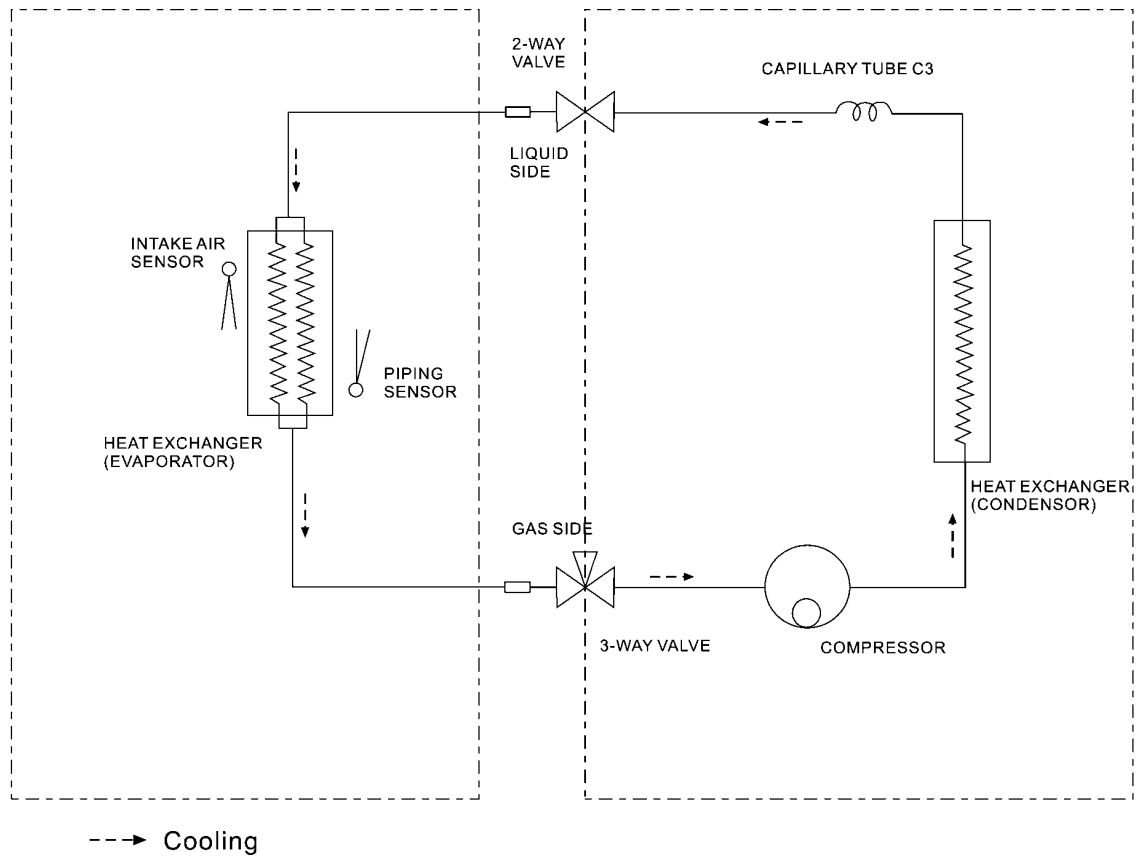 2-WAY
VALVE
CAPILLARY TUBE C3
LIQUID
SIDE
INTAKE AIR
SENSOR
PIPING
SENSOR
HEAT EXCHANGER
(EVAPORATOR)
HEAT EXCHANGER
(CONDENSOR)
GAS SIDE
3-WAY VALVE
COMPRESSOR
Cooling